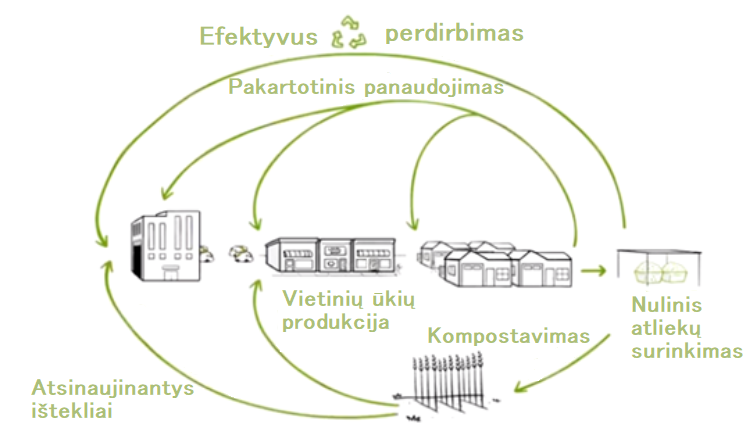 Efektyvus perdirbimas
Pakartotinis panaudojimas
Vietinių ūkių
produkcija
Nulinis
atliekų
surinkimas
Kompostavimas
Atsinaujinantys
ištekliai